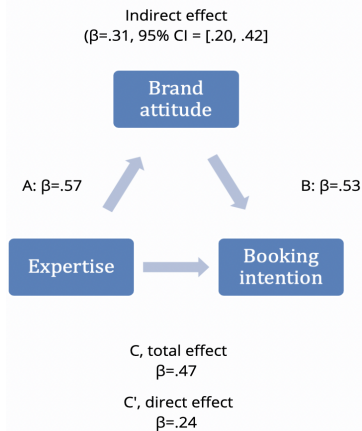 Indirect effect
(β=.31, 95% CI = [.20, .42]
Brand
attitude
A: β=.57
B: β=.53
Expertise
Booking
intention
C, total effect
β=.47
C', direct effect
β=.24